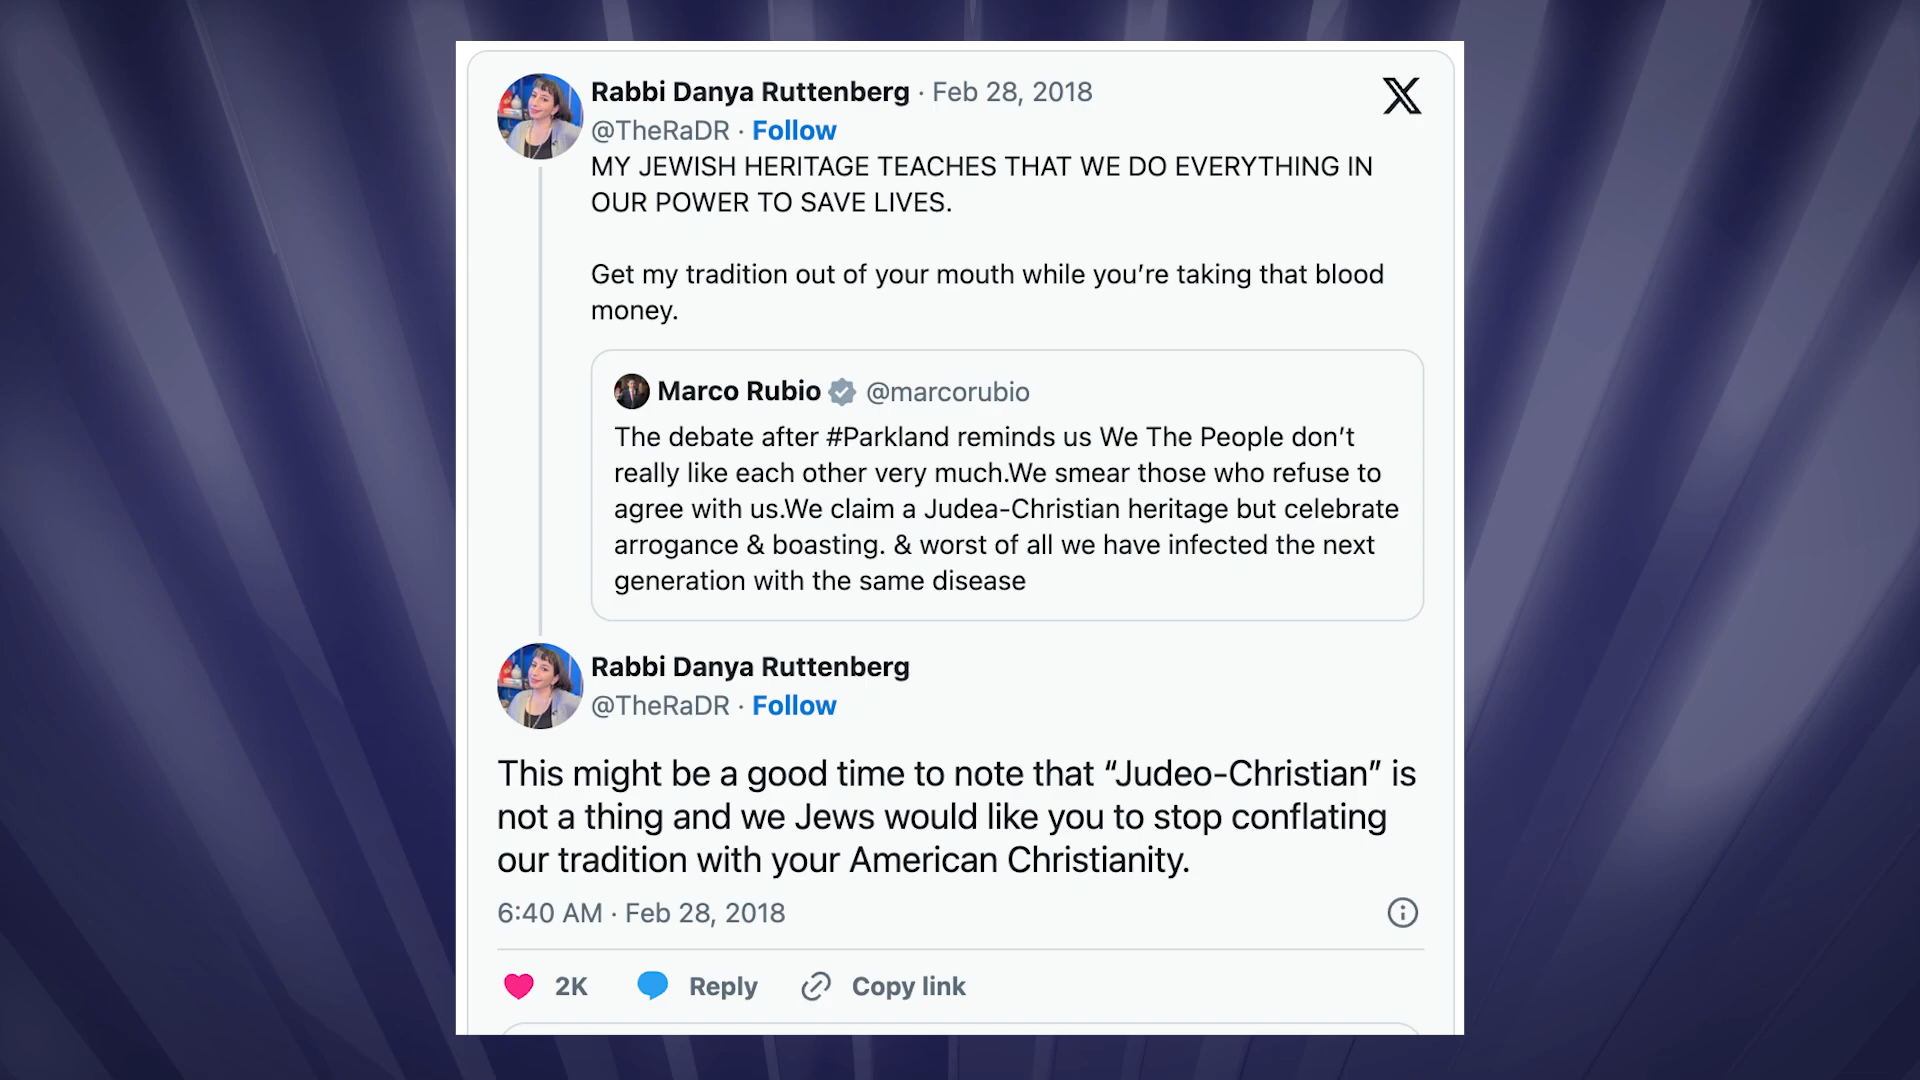 Rabbi Danya Ruttenberg · Feb 28, 2018
@TheRaDR · Follow
MY JEWISH HERITAGE TEACHES THAT WE DO EVERYTHING IN
OUR POWER TO SAVE LIVES.
Get my tradition out of your mouth while you’re taking that blood
money.
Marco Rubio @marcorubio
The debate after #Parkland reminds us We The People don’t
really like each other very much.We smear those who refuse to
agree with us.We claim a Judea-Christian heritage but celebrate
arrogance & boasting. & worst of all we have infected the next
generation with the same disease
Rabbi Danya Ruttenberg
@TheRaDR · Follow
This might be a good time to note that “Judeo-Christian” is
not a thing and we Jews would like you to stop conflating
our tradition with your American Christianity.
6:40 AM · Feb 28, 2018
2K Reply Copy link